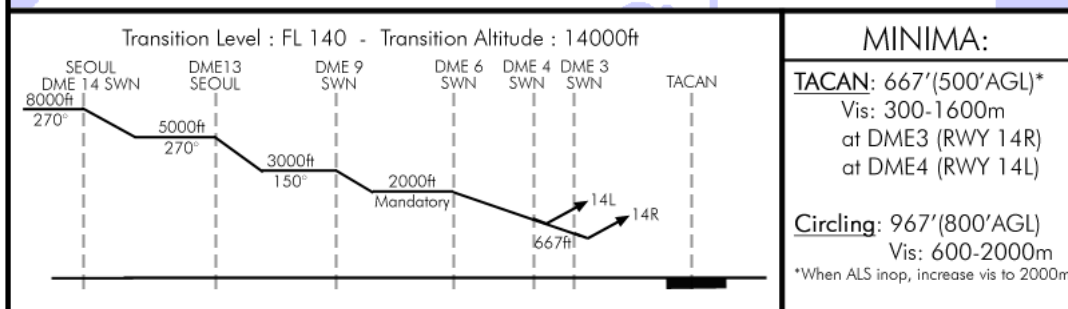 Transition Level : FL 140 - Transition Altitude : 14000ft
SEOUL
DME 14 SWN
DME13
SEOUL
DME 9
SWN
DME 6
SWN
DME 4
SWN
DME 3
SWN
TACAN
8000ft
270°
5000ft
270°
3000ft
150°
2000ft
Mandatory
14L
14R
667ft
MINIMA:
TACAN: 667'(500'AGL)*
Vis: 300-1600m
at DME3 (RWY 14R)
at DME4 (RWY 14L)
Circling: 967'(800'AGL)
Vis: 600-2000m
*When ALS inop, increase vis to 2000m